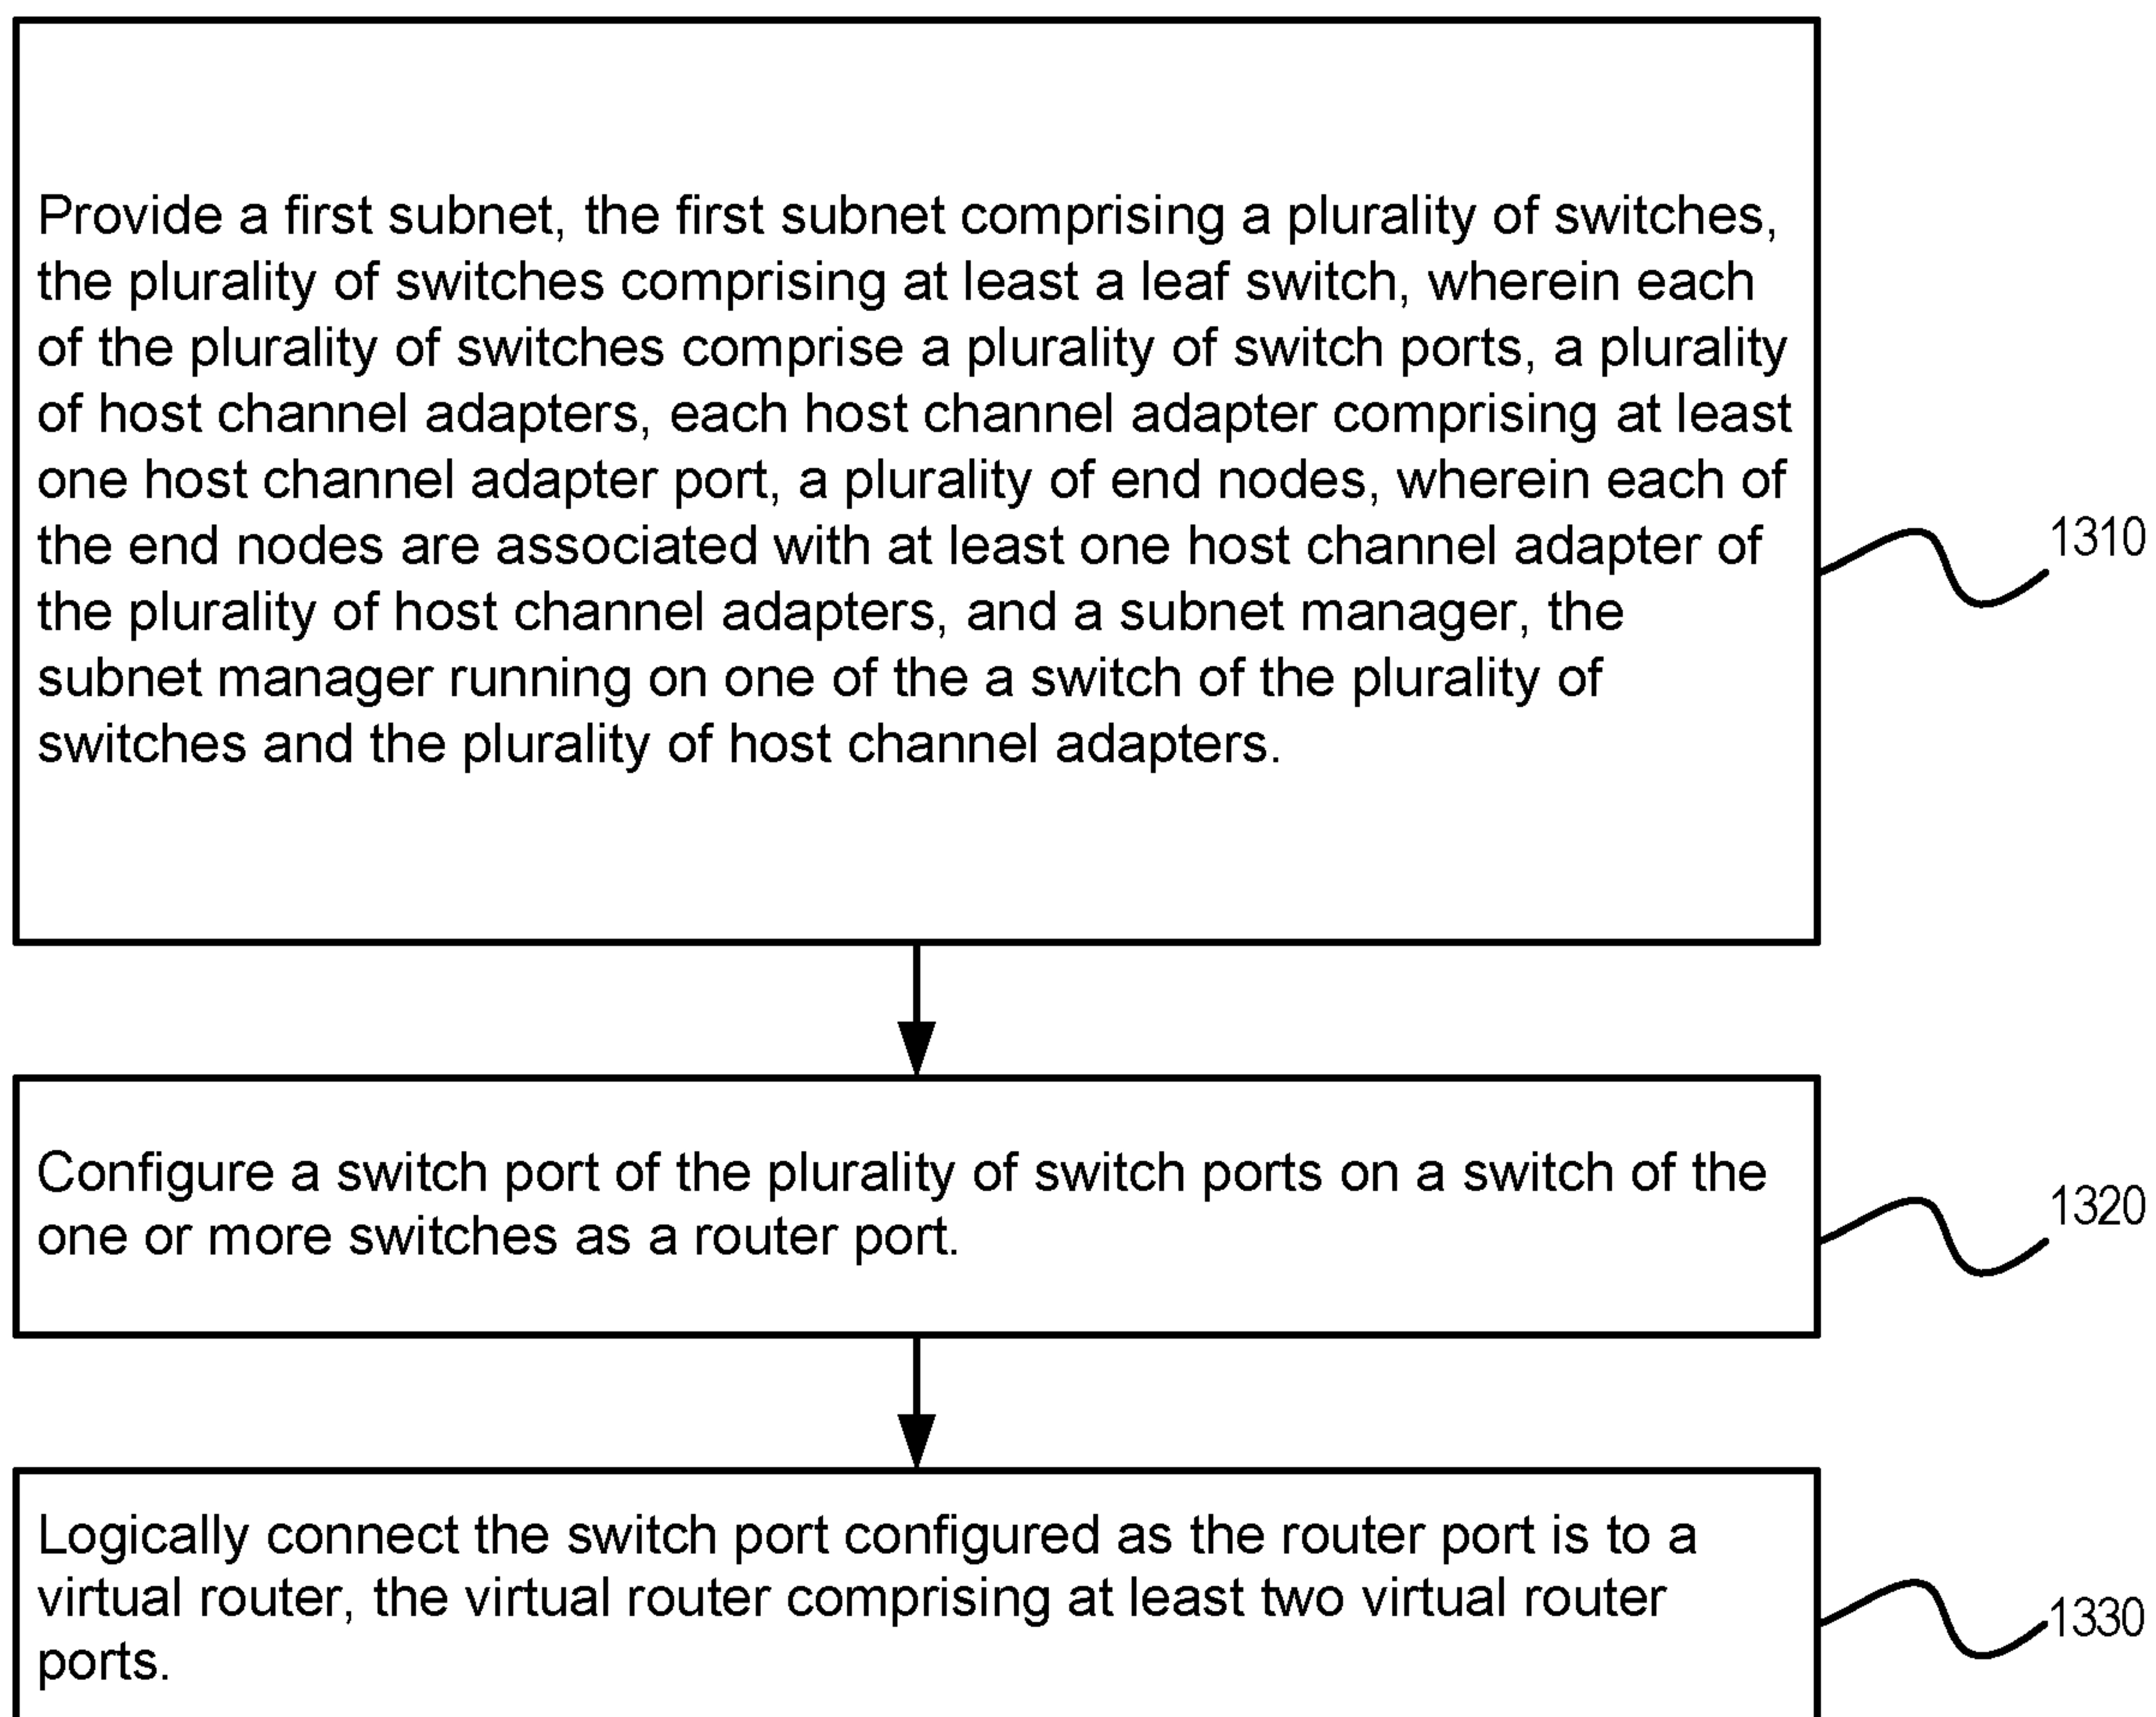 Provide a first subnet, the first subnet comprising a plurality of switches,
the plurality of switches comprising at least a leaf switch, wherein each
of the plurality of switches comprise a plurality of switch ports, a plurality
of host channel adapters, each host channel adapter comprising at least
one host channel adapter port, a plurality of end nodes, wherein each of
the end nodes are associated with at least one host channel adapter of
the plurality of host channel adapters, and a subnet manager, the
subnet manager running on one of the a switch of the plurality of
switches and the plurality of host channel adapters.
1310
Configure a switch port of the plurality of switch ports on a switch of the
one or more switches as a router port.
1320
Logically connect the switch port configured as the router port is to a
virtual router, the virtual router comprising at least two virtual router
ports.
1330